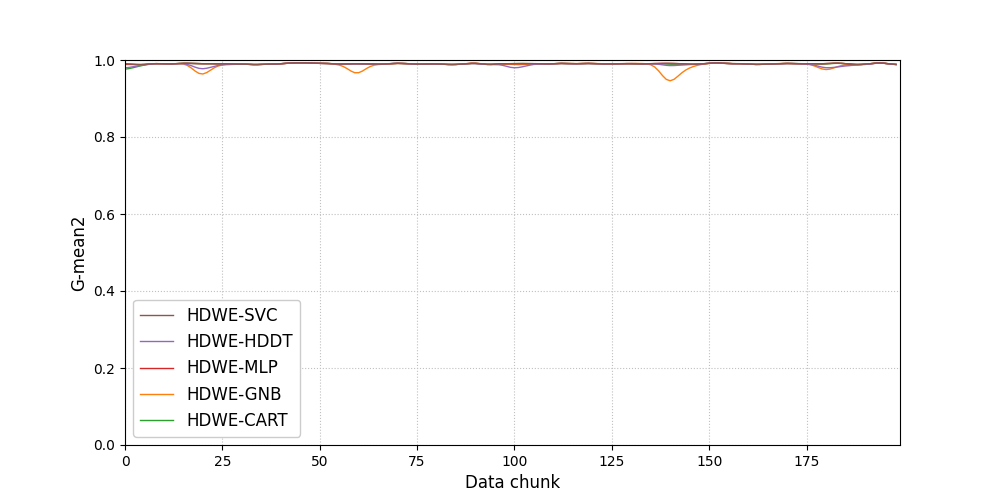 1.0
0.8
0.6
0.4
0.2
0.0
G-mean2
HDWE-SVC
HDWE-HDDT
HDWE-MLP
HDWE-GNB
HDWE-CART
0 25 50 75 100 125 150 175
Data chunk